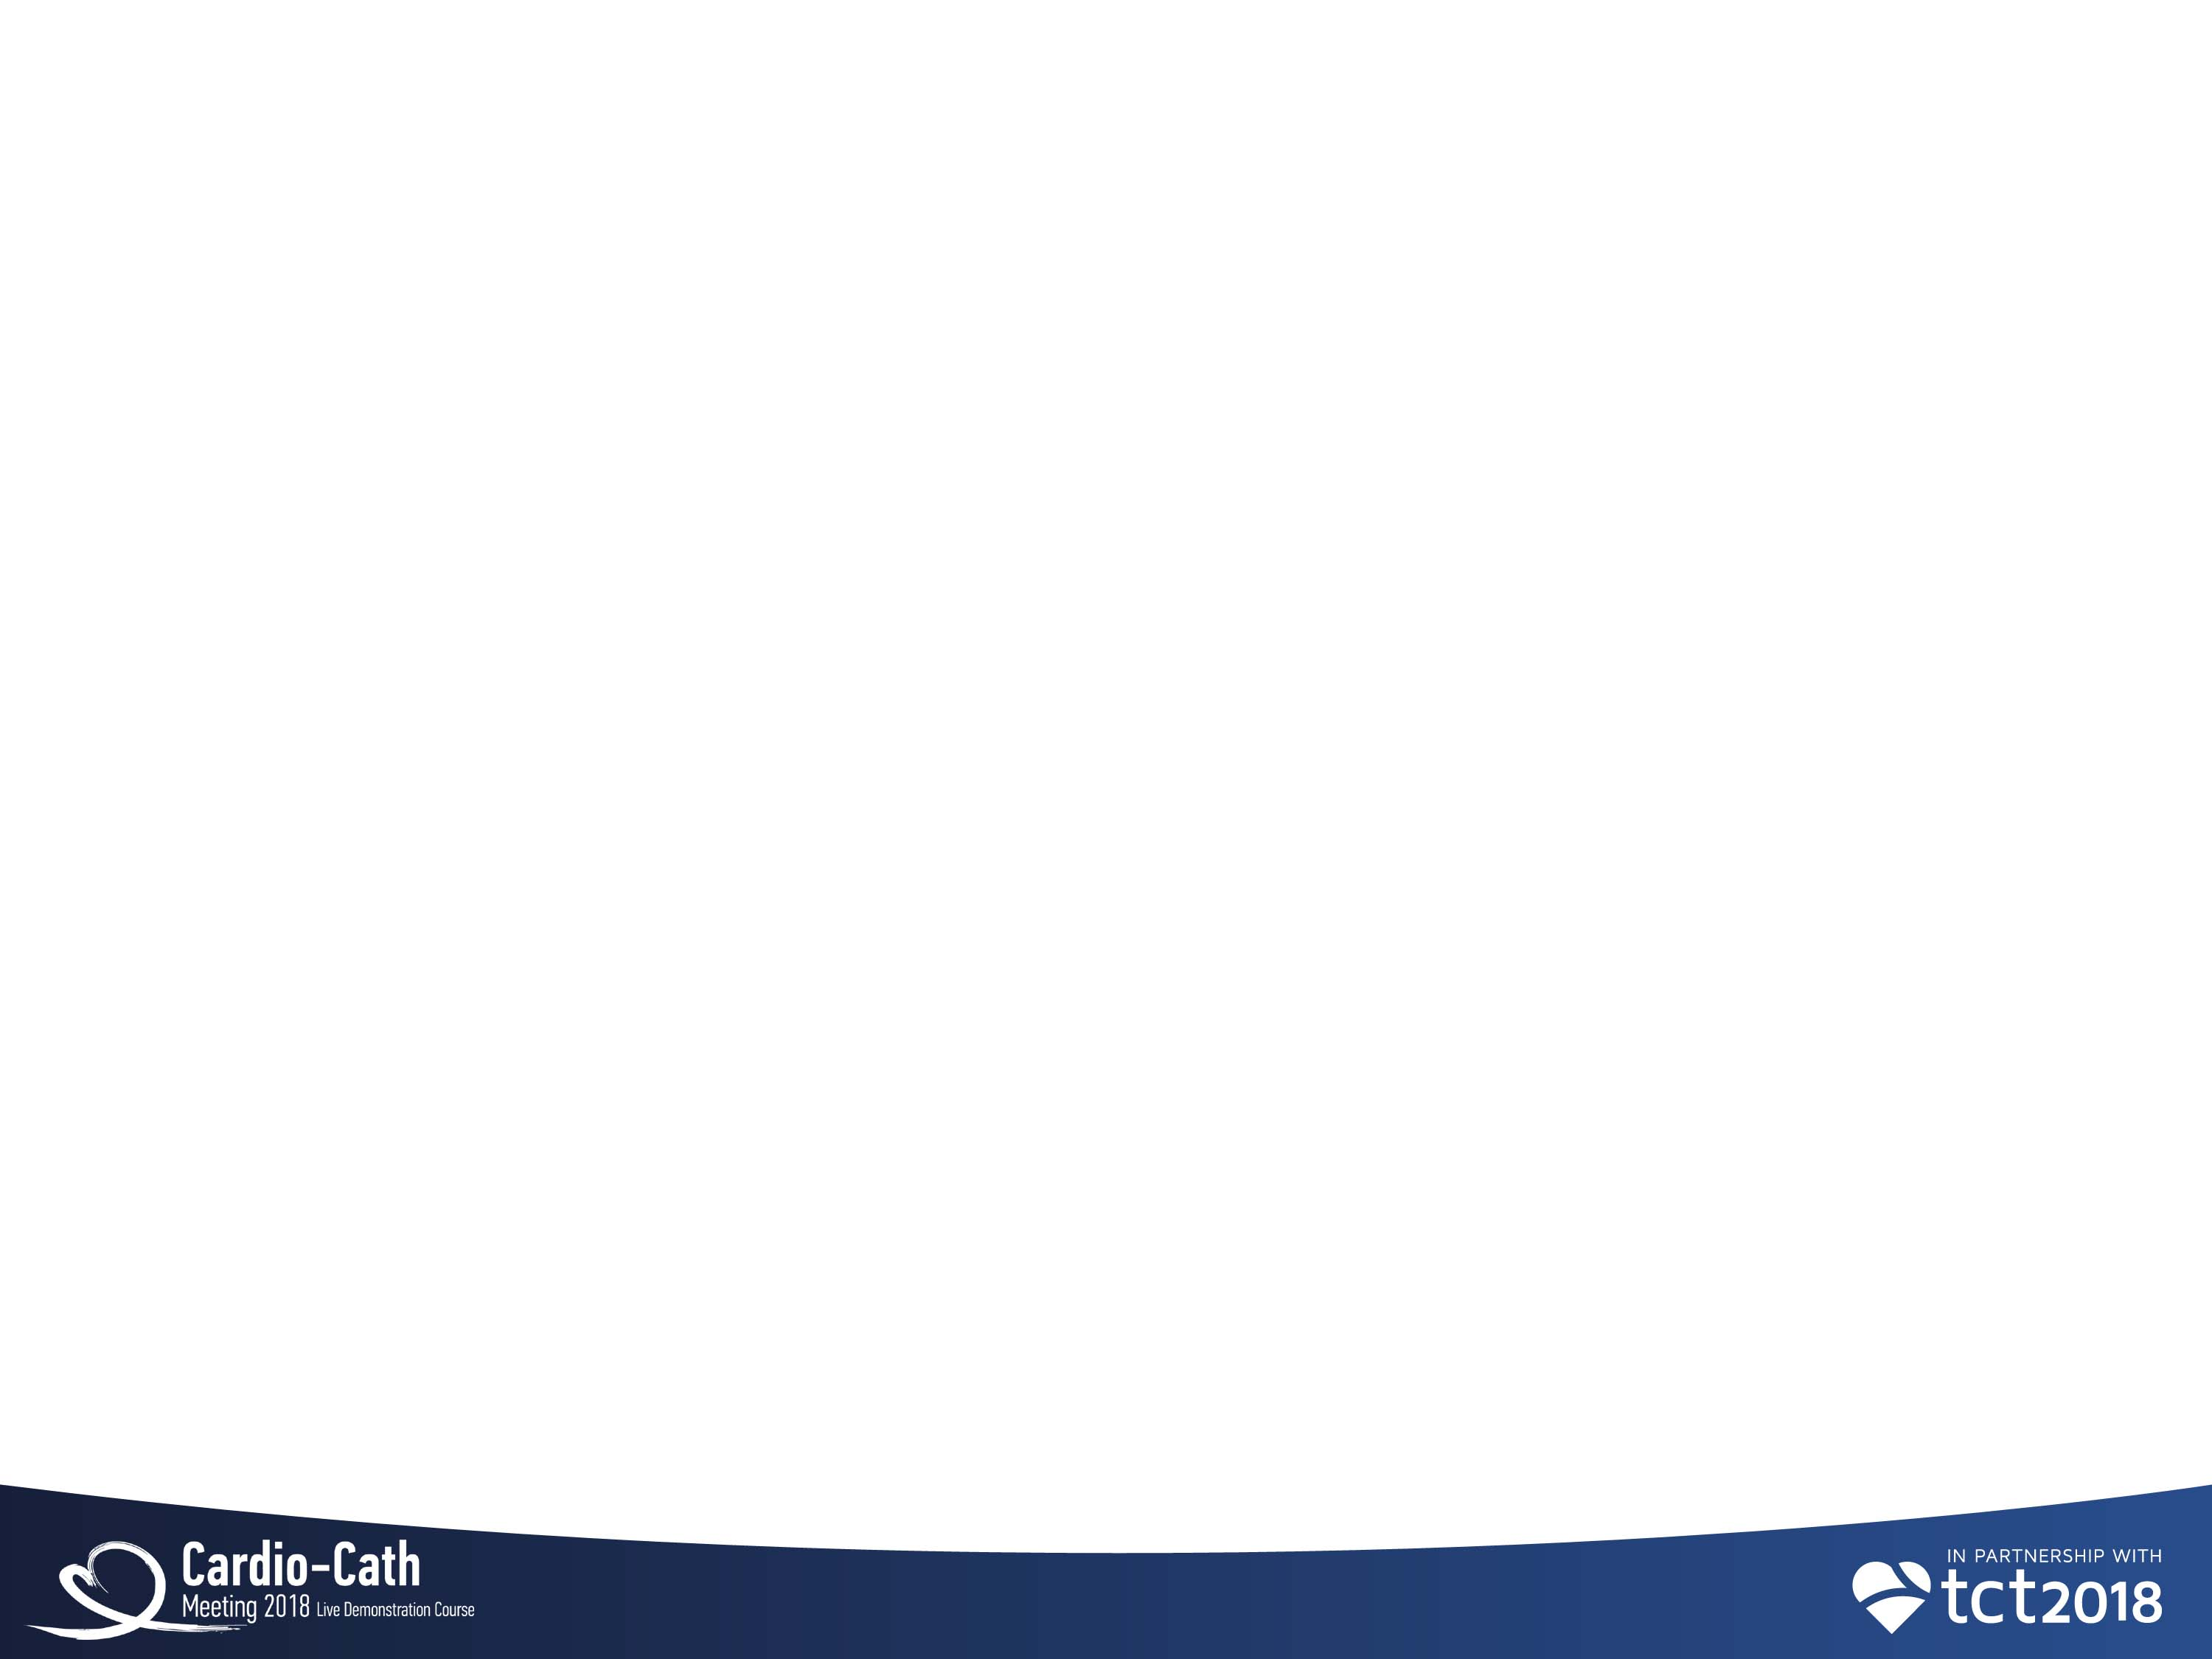 Cardio-Cath
Meeting 2018 Live Demonstration Course
IN PARTNERSHIP WITH
tct2018